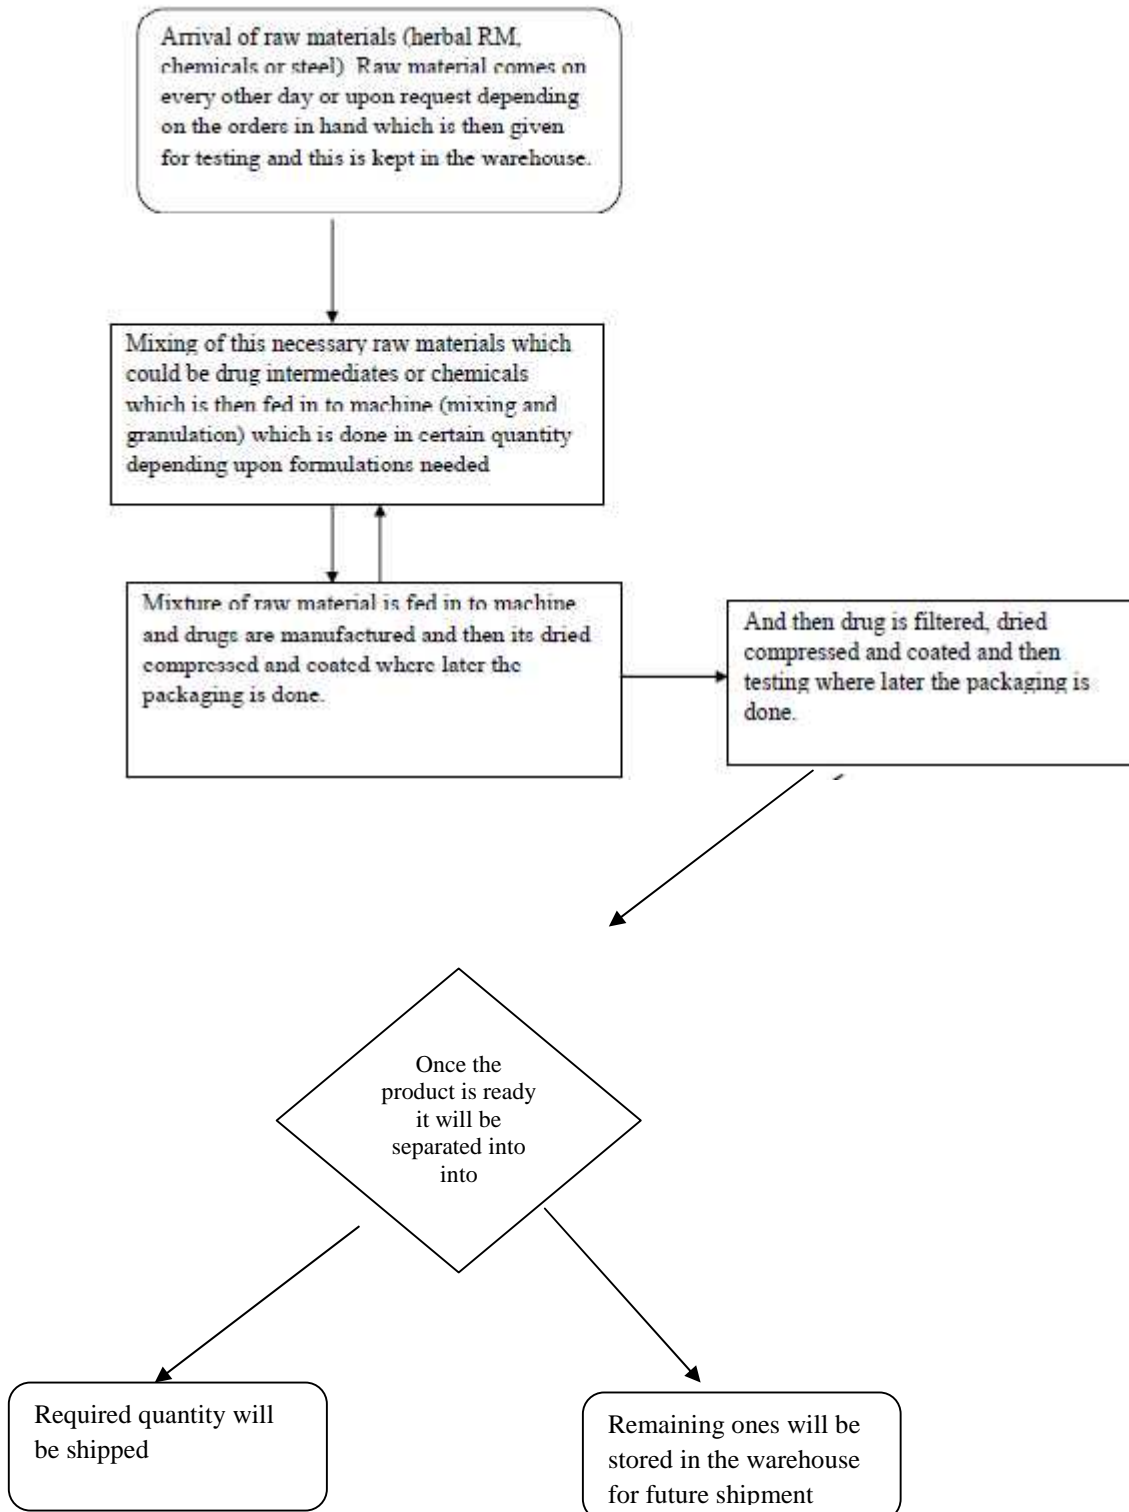 Arrival of raw materials (herbal RM,
chemicals or steel) Raw material comes on
every other day or upon request depending
on the orders in hand which is then given
for testing and this is kept in the warehouse.
Mixing of this necessary raw materials which
could be drug intermediates or chemicals
which is then fed in to machine (mixing and
granulation) which is done in certain quantity
depending upon formulations needed
Mixture of raw material is fed in to machine
and drugs are manufactured and then its dried
compressed and coated where later the
packaging is done.
And then drug is filtered, dried
compressed and coated and then
testing where later the packaging is
done.
Once the
product is ready
it will be
separated into
into
Required quantity will
be shipped
Remaining ones will be
stored in the warehouse
for future shipment